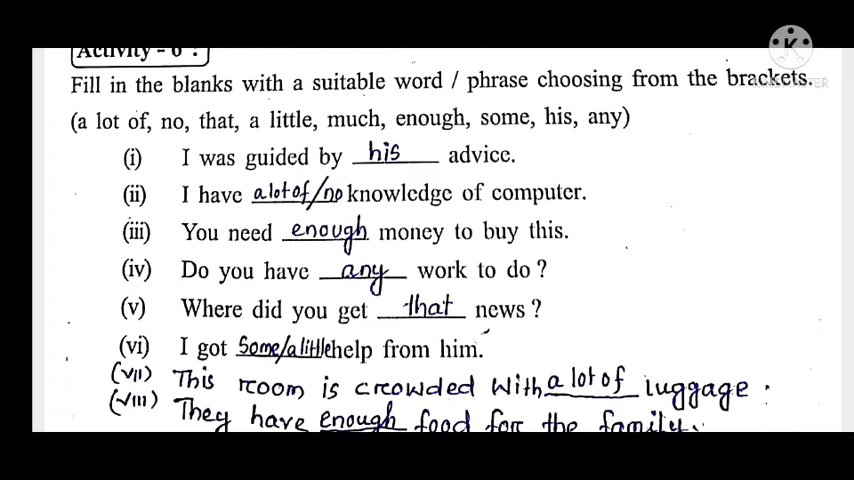 Activity - 6 :
Fill in the blanks with a suitable word / phrase choosing from the brackets.
(a lot of, no, that, a little, much, enough, some, his, any)
(i) I was guided by his advice.
(ii) I have a lot of/no knowledge of computer.
(iii) You need enough money to buy this.
(iv) Do you have any work to do ?
(v) Where did you get that news ?
(vi) I got Some/a little help from him.
(VII) This room is crowded with a lot of luggage .
(VIII) They have enough food for the family.